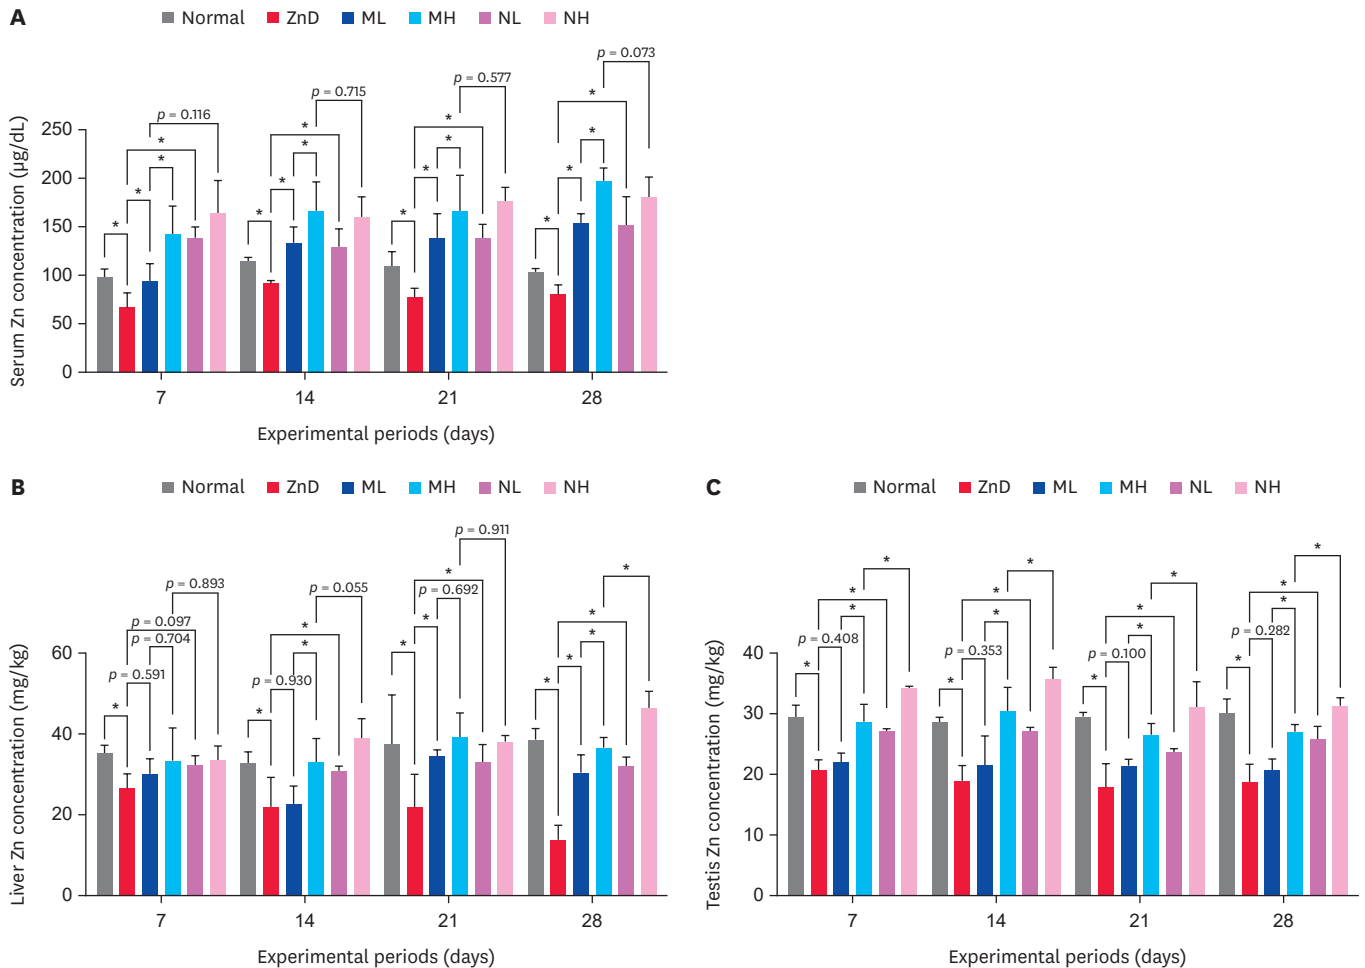 A
Normal ZnD ML MH NL NH
Serum Zn concentration (µg/dL)
250
200
150
100
50
0
* * * * p = 0.116
* * * * p = 0.715
* * * * p = 0.577
* * * * p = 0.073
7 14 21 28
Experimental periods (days)
B
Normal ZnD ML MH NL NH
Liver Zn concentration (mg/kg)
60
40
20
0
* p = 0.591 p = 0.704 p = 0.097 p = 0.893
* p = 0.930 * * p = 0.055
* * p = 0.692 * p = 0.911
* * * * *
7 14 21 28
Experimental periods (days)
C
Normal ZnD ML MH NL NH
Testis Zn concentration (mg/kg)
40
30
20
10
0
* p = 0.408 * * *
* p = 0.353 * * *
* p = 0.100 * * *
* p = 0.282 * * *
7 14 21 28
Experimental periods (days)